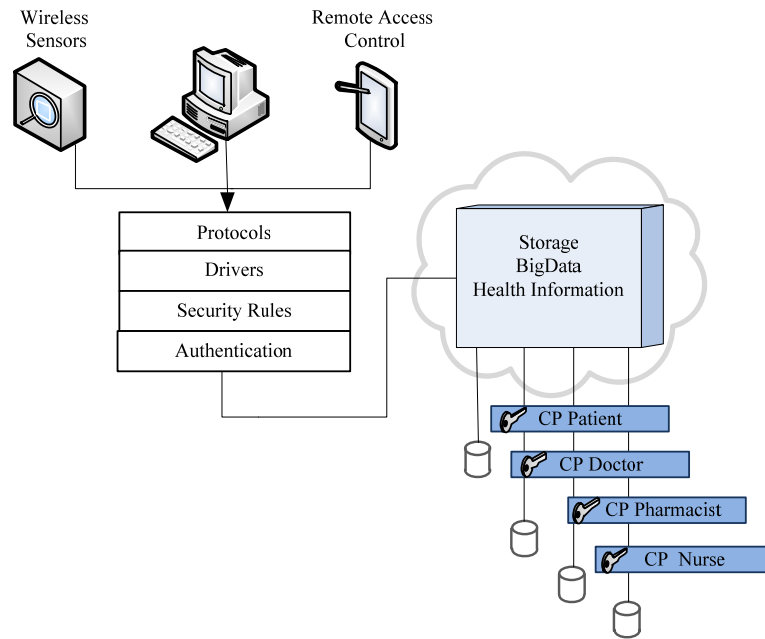 Wireless
Sensors
Remote Access
Control
Protocols
Drivers
Security Rules
Authentication
Storage
BigData
Health Information
CP Patient
CP Doctor
CP Pharmacist
CP Nurse